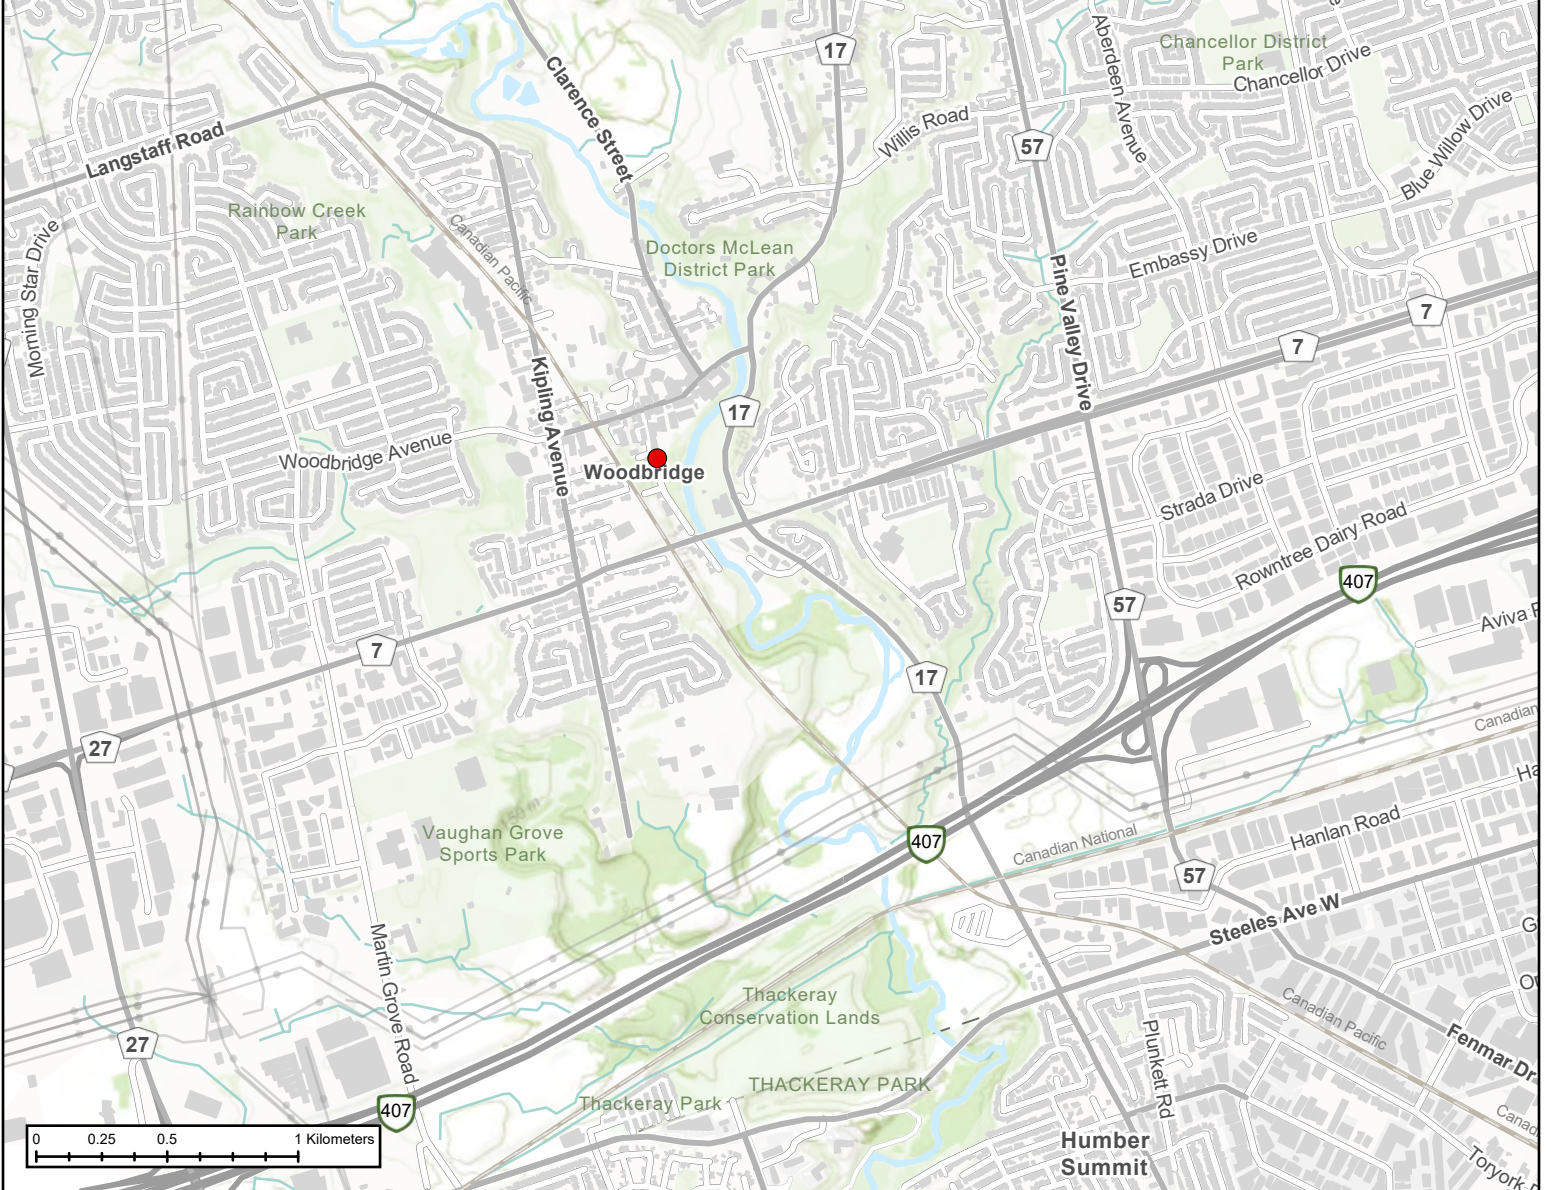 17
Clarence Street
Aberdeen Avenue
Chancellor District
Park
Chancellor Drive
Blue Willow Drive
Langstaff Road
Willis Road
57
Rainbow Creek
Park
Canadian Pacific
Doctors McLean
District Park
Morning Star Drive
Embassy Drive
Pine Valley Drive
7
7
Kipling Avenue
17
Woodbridge Avenue
Woodbridge
Strada Drive
Rowntree Dairy Road
407
57
Aviva
7
17
27
Canadian
Vaughan Grove
Sports Park
407
Canadian National
Hanlan Road
57
Steeles Ave W
Martin Grove Road
Thackeray
Conservation Lands
Canadian Pacific
27
Plunkett Rd
Fenmar Dr
THACKERAY PARK
Thackeray Park
407
0 0.25 0.5 1 Kilometers
Humber
Summit